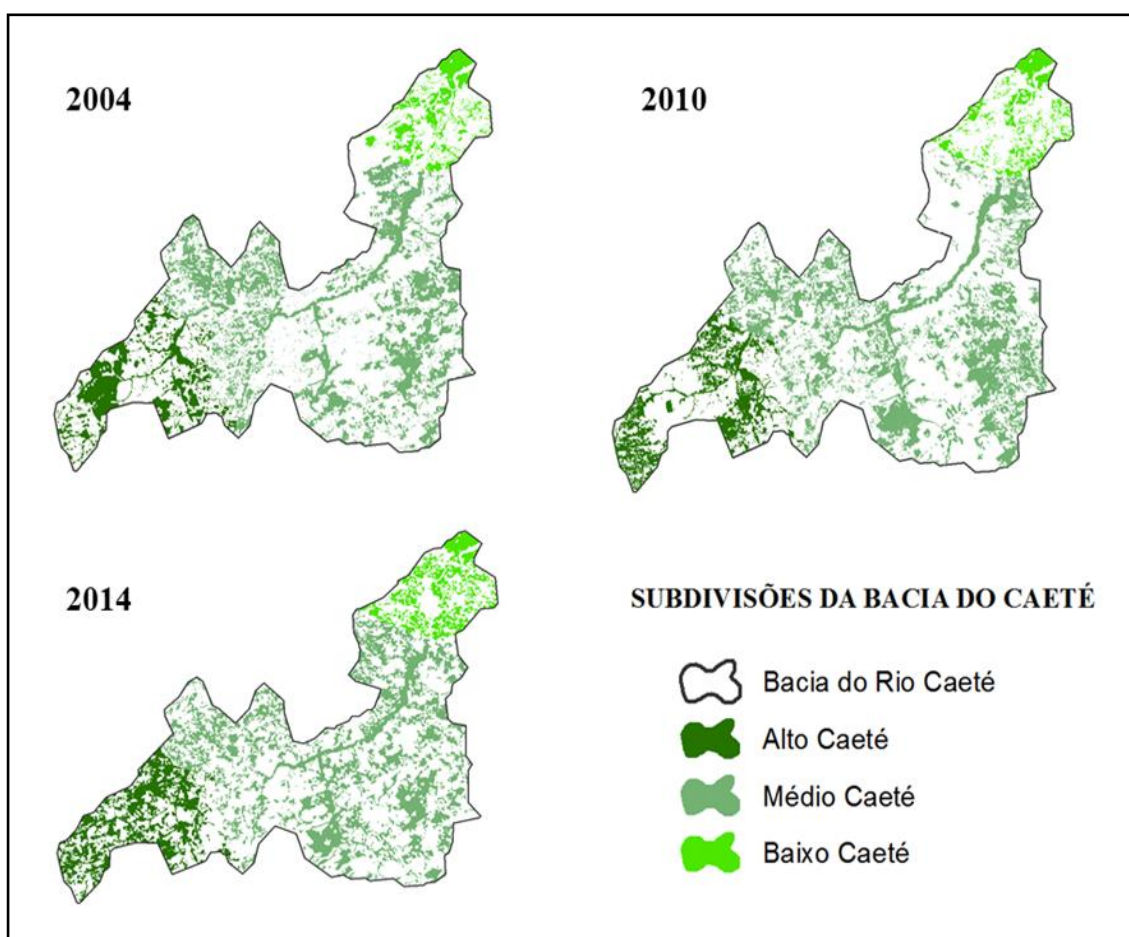 2004
2010
2014
SUBDIVISÕES DA BACIA DO CAETÉ
Bacia do Rio Caeté
Alto Caeté
Médio Caeté
Baixo Caeté